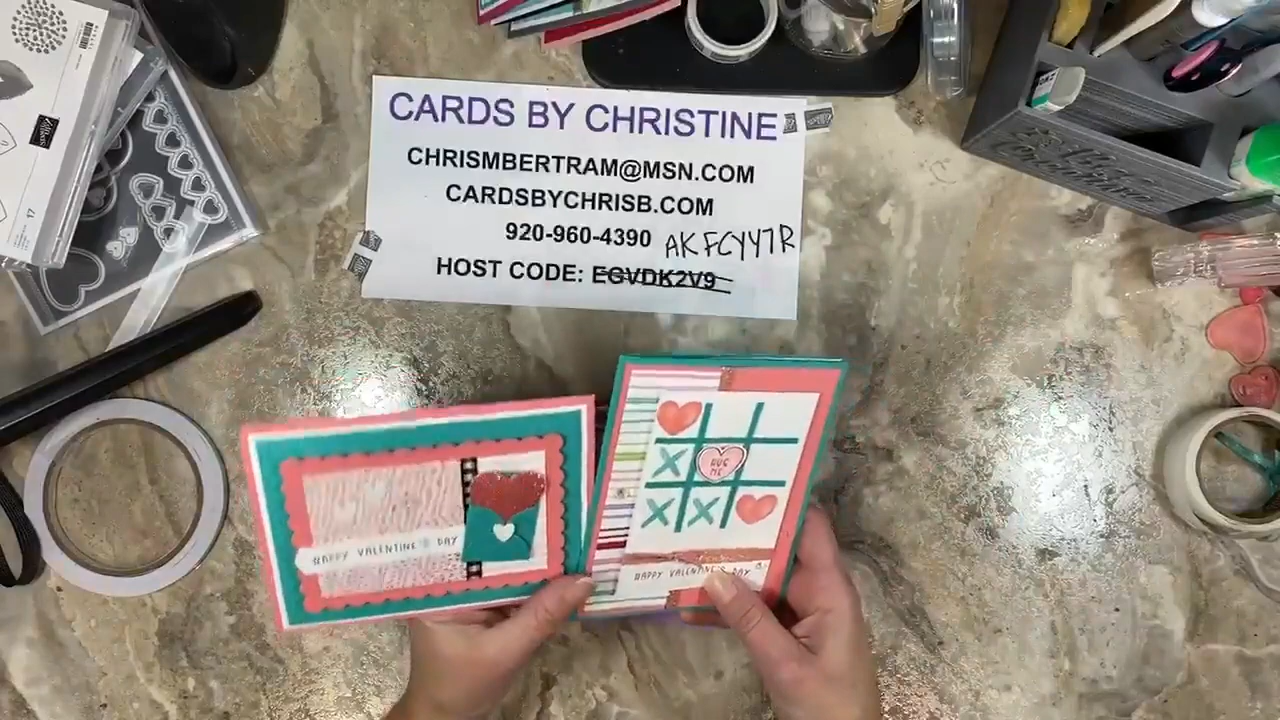 CARDS BY CHRISTINE
CHRISMBERTRAM@MSN.COM
CARDSBYCHRISB.COM
920-960-4390 AKFCYY7R
HOST CODE: EGVDK2V9
HUG ME
HAPPY VALENTINE'S DAY
HAPPY VALENTINE'S DAY